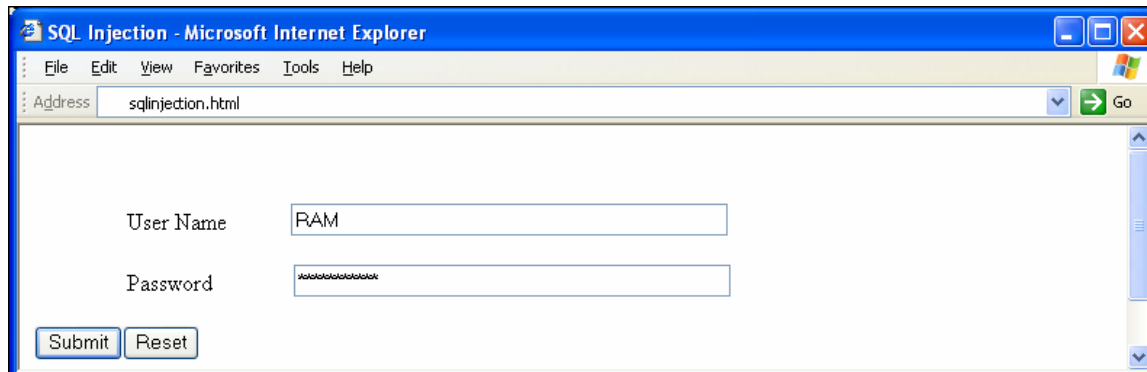 SQL Injection - Microsoft Internet Explorer
File Edit View Favorites Tools Help
Address sqlinjection.html Go
User Name RAM
Password *************
Submit Reset